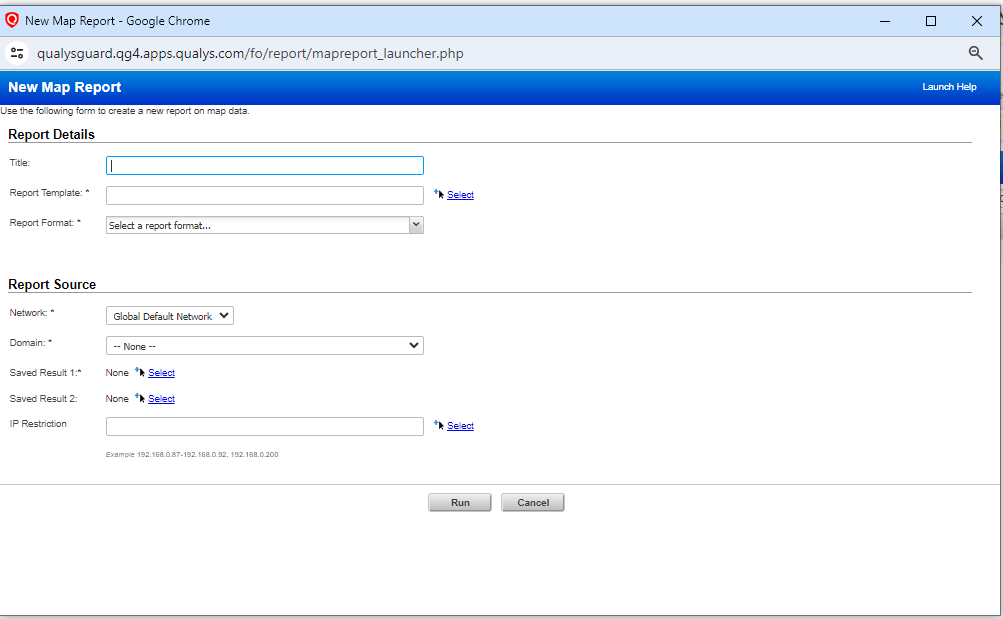 New Map Report - Google Chrome
qualysguard.qg4.apps.qualys.com/fo/report/mapreport_launcher.php
New Map Report Launch Help
Use the following form to create a new report on map data.
Report Details
Title:
Report Template: * Select
Report Format: * Select a report format...
Report Source
Network: * Global Default Network
Domain: * -- None --
Saved Result 1:* None Select
Saved Result 2: None Select
IP Restriction Select
Example 192.168.0.87-192.168.0.92, 192.168.0.200
Run Cancel